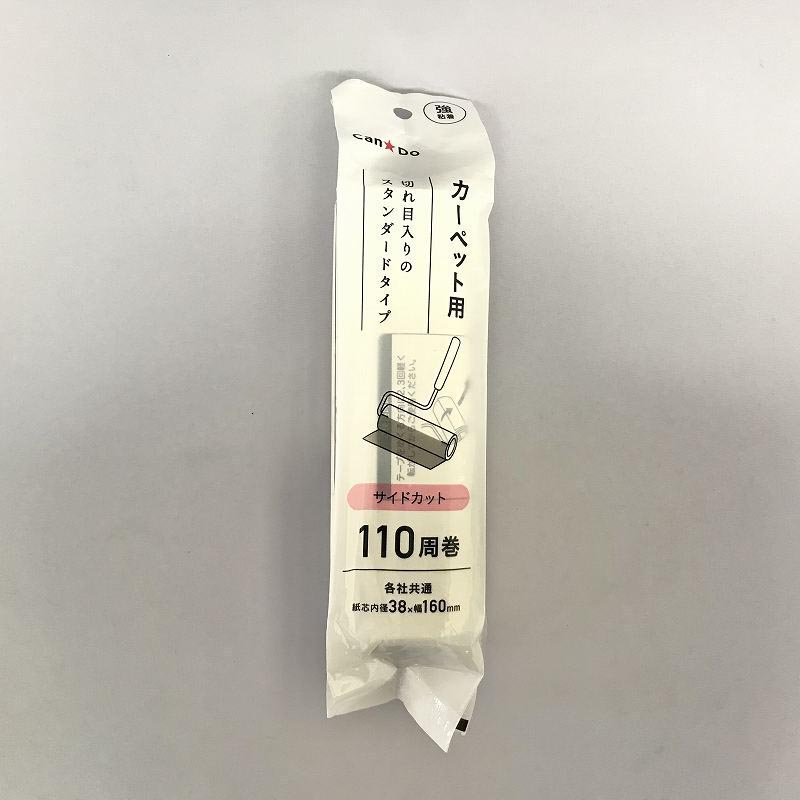 強
粘着
Can★Do
カーペット用
切れ目入りの
スタンダードタイプ
サイドカット
110周巻
各社共通
紙芯内径38×幅160mm